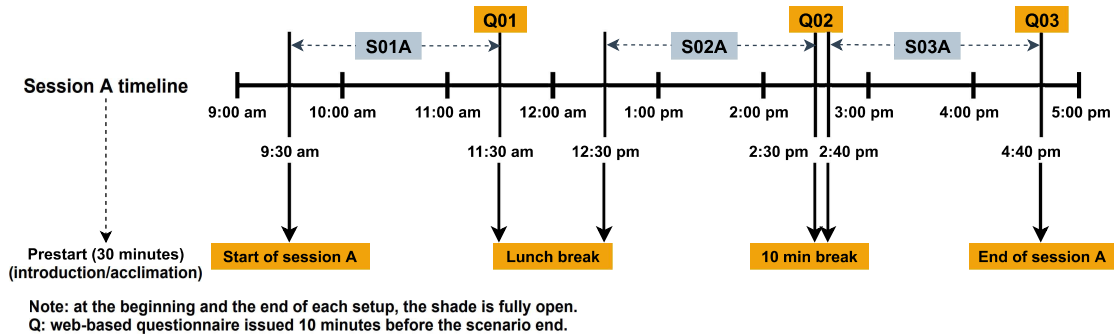 Q01
Q02
Q03
S01A
S02A
S03A
Session A timeline
9:00 am
10:00 am
11:00 am
12:00 am
1:00 pm
2:00 pm
3:00 pm
4:00 pm
5:00 pm
9:30 am
11:30 am
12:30 pm
2:30 pm
2:40 pm
4:40 pm
Prestart (30 minutes)
(introduction/acclimation)
Start of session A
Lunch break
10 min break
End of session A
Note: at the beginning and the end of each setup, the shade is fully open.
Q: web-based questionnaire issued 10 minutes before the scenario end.